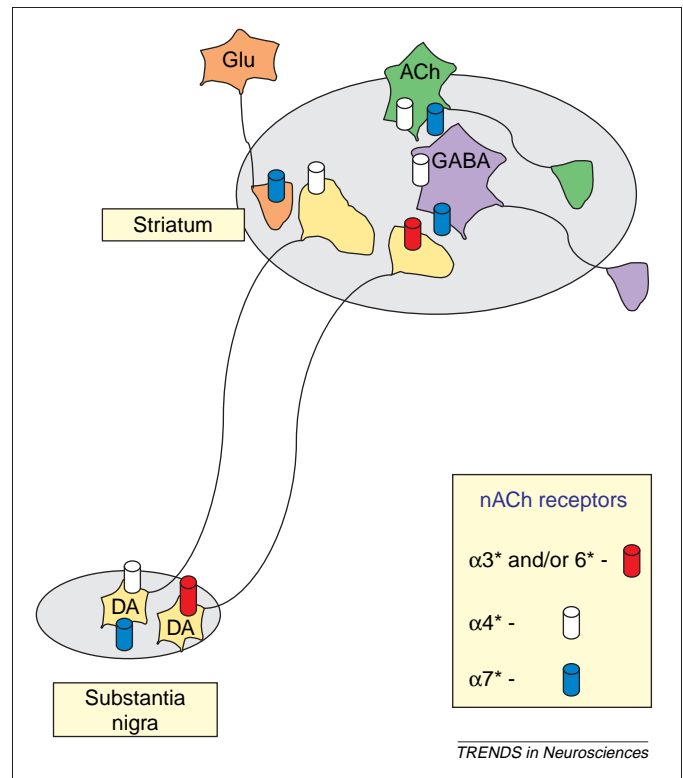 Glu
ACh
GABA
Striatum
nACh receptors
α3* and/or 6* -
α4* -
α7* -
DA
DA
Substantia
nigra
TRENDS in Neurosciences